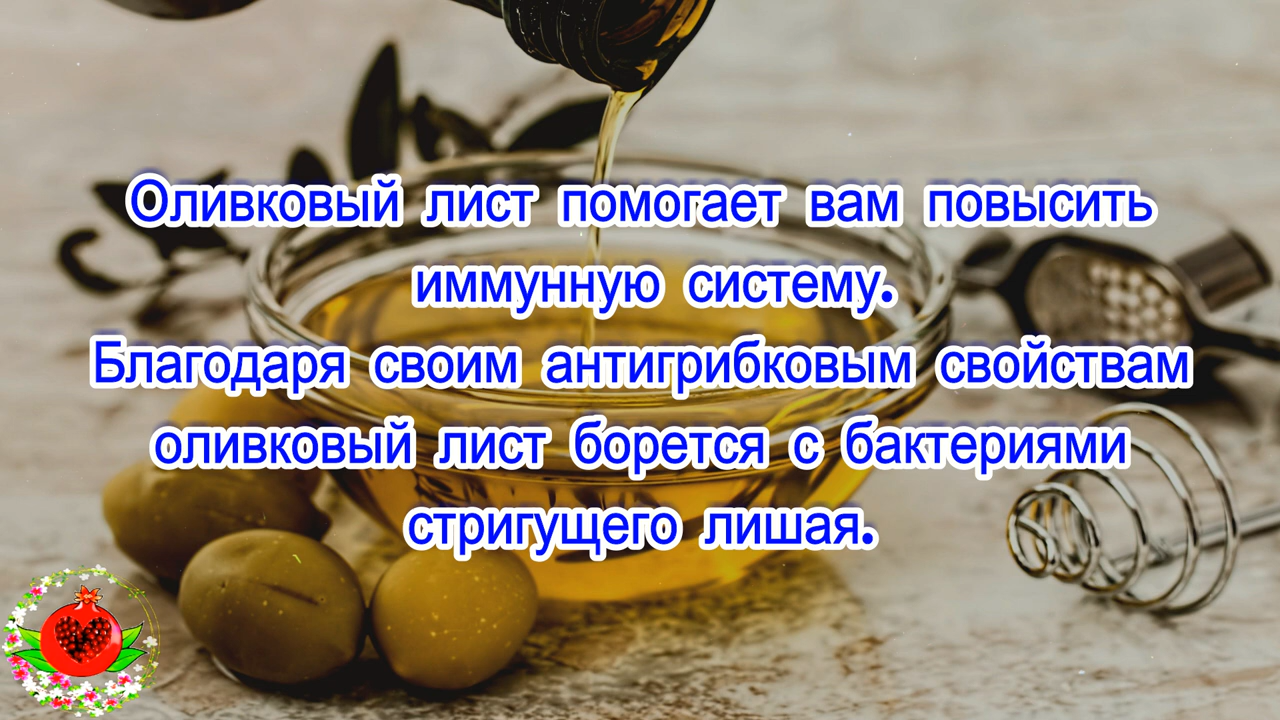 Оливковый лист помогает вам повысить
иммунную систему.
Благодаря своим антигрибковым свойствам
оливковый лист борется с бактериями
стригущего лишая.